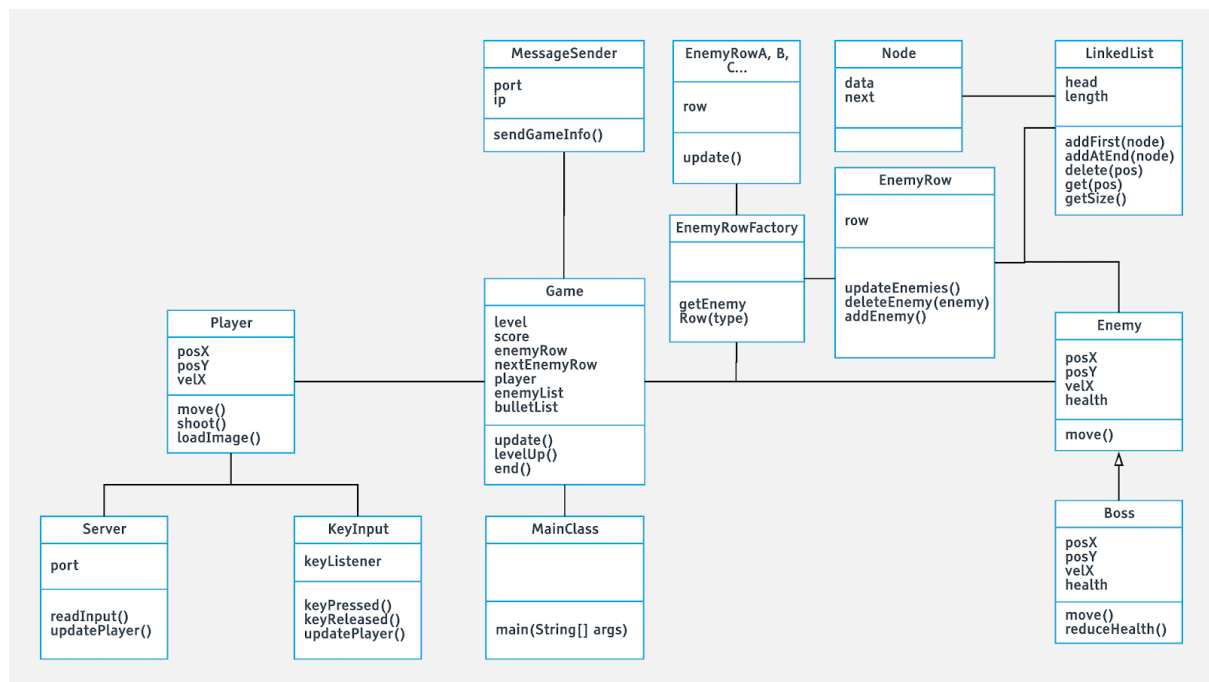 MessageSender
port
ip
sendGameInfo()
EnemyRowA, B,
C...
row
update()
Node
data
next
LinkedList
head
length
addFirst(node)
addAtEnd(node)
delete(pos)
get(pos)
getSize()
EnemyRow
row
updateEnemies()
deleteEnemy(enemy)
addEnemy()
EnemyRowFactory
getEnemy
Row(type)
Game
level
score
enemyRow
nextEnemyRow
player
enemyList
bulletList
update()
levelUp()
end()
Player
posX
posY
velX
move()
shoot()
loadImage()
Enemy
posX
posY
velX
health
move()
Server
port
readInput()
updatePlayer()
KeyInput
keyListener
keyPressed()
keyReleased()
updatePlayer()
MainClass
main(String[] args)
Boss
posX
posY
velX
health
move()
reduceHealth()